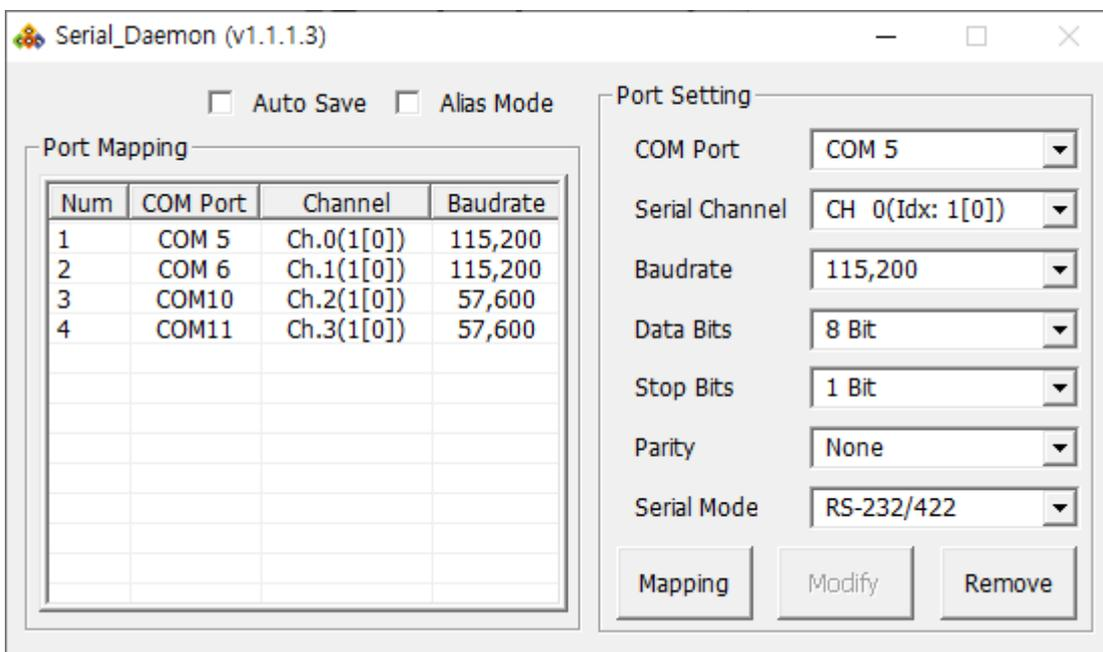 Serial_Daemon (v1.1.1.3)
Auto Save Alias Mode
Port Mapping
Num COM Port Channel Baudrate
1 COM 5 Ch.0(1[0]) 115,200
2 COM 6 Ch.1(1[0]) 115,200
3 COM10 Ch.2(1[0]) 57,600
4 COM11 Ch.3(1[0]) 57,600
Port Setting
COM Port COM 5
Serial Channel CH 0(Idx: 1[0])
Baudrate 115,200
Data Bits 8 Bit
Stop Bits 1 Bit
Parity None
Serial Mode RS-232/422
Mapping Modify Remove